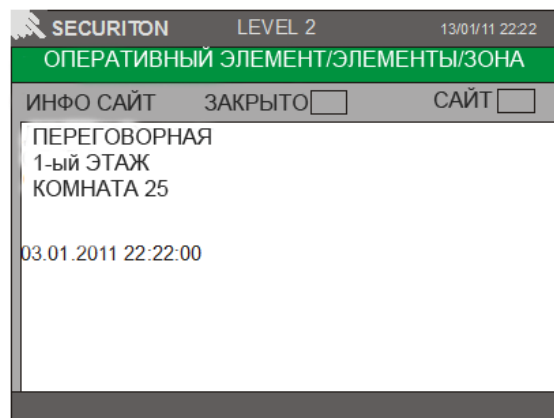 SECURITON LEVEL 2 13/01/11 22:22
ОПЕРАТИВНЫЙ ЭЛЕМЕНТ/ЭЛЕМЕНТЫ/ЗОНА
ИНФО САЙТ ЗАКРЫТО САЙТ
ПЕРЕГОВОРНАЯ
1-ый ЭТАЖ
КОМНАТА 25
03.01.2011 22:22:00